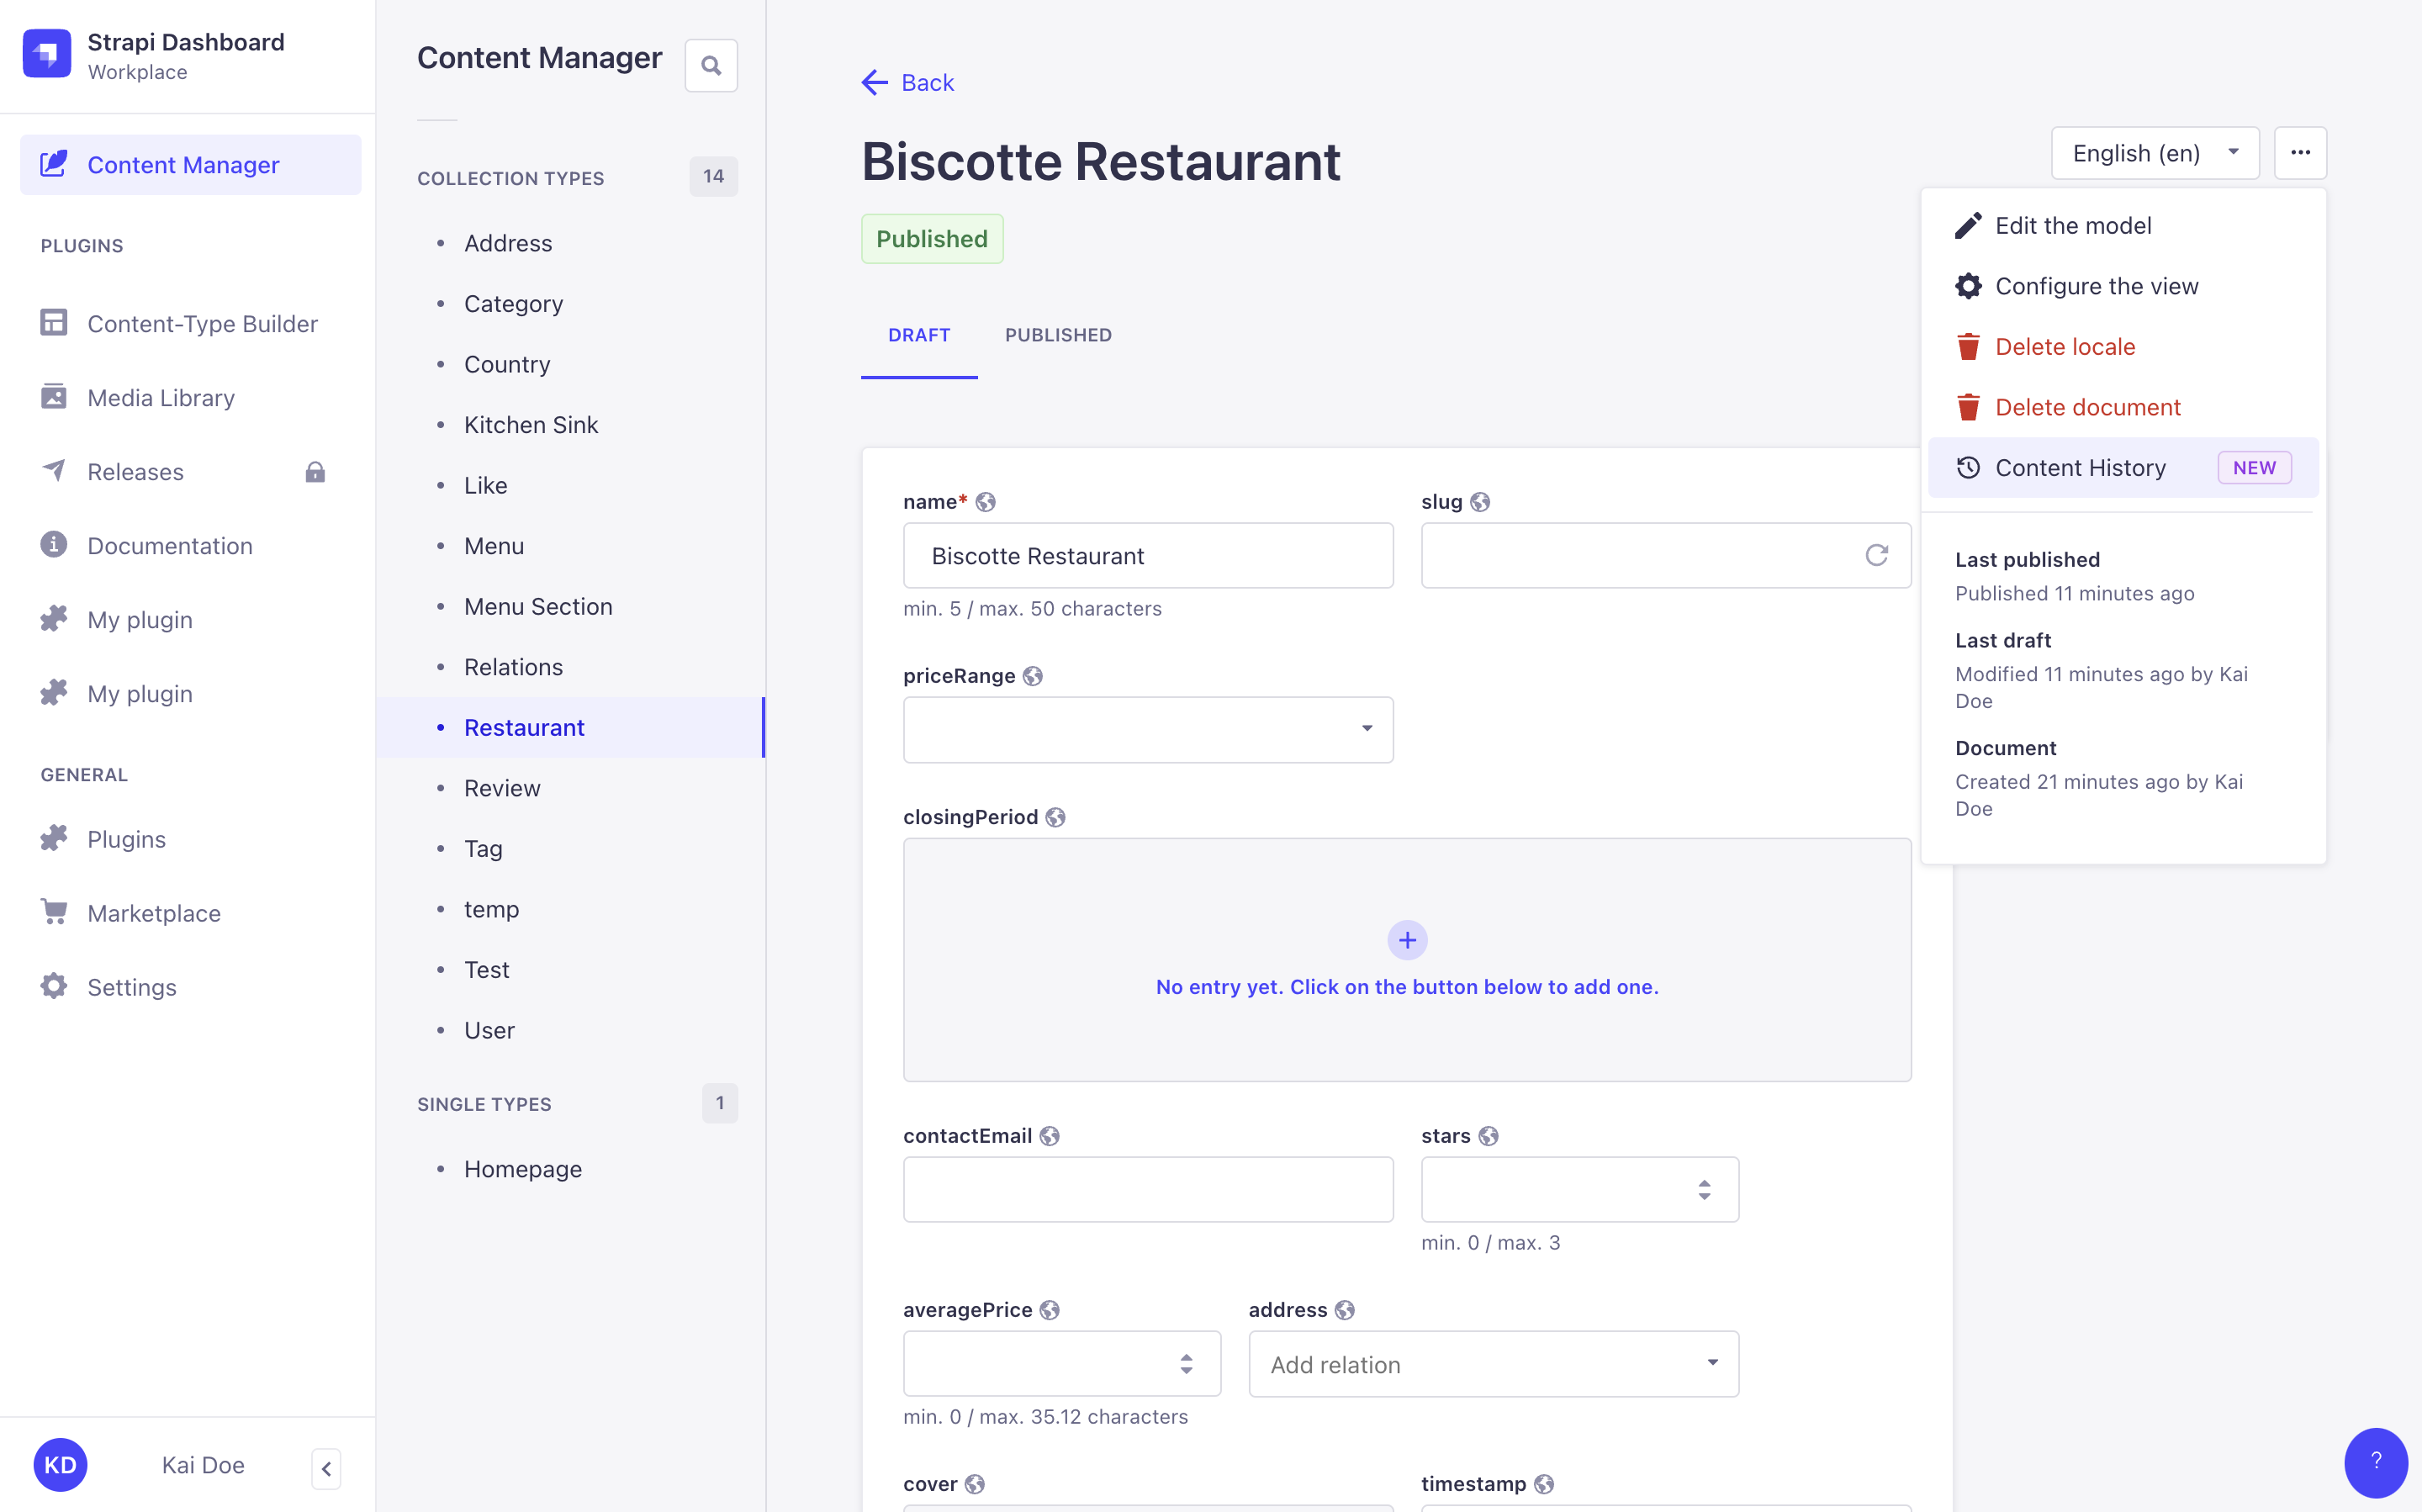 Strapi Dashboard
Workplace
Content Manager
PLUGINS
Content-Type Builder
Media Library
Releases
Documentation
My plugin
My plugin
GENERAL
Plugins
Marketplace
Settings
KD
Kai Doe
Content Manager
COLLECTION TYPES
14
Address
Category
Country
Kitchen Sink
Like
Menu
Menu Section
Relations
Restaurant
Review
Tag
temp
Test
User
SINGLE TYPES
1
Homepage
Back
Biscotte Restaurant
Published
DRAFT
PUBLISHED
English (en)
Edit the model
Configure the view
Delete locale
Delete document
Content History NEW
Last published
Published 11 minutes ago
Last draft
Modified 11 minutes ago by Kai
Doe
Document
Created 21 minutes ago by Kai
Doe
name*
Biscotte Restaurant
min. 5 / max. 50 characters
slug
priceRange
closingPeriod
No entry yet. Click on the button below to add one.
contactEmail
stars
min. 0 / max. 3
averagePrice
min. 0 / max. 35.12 characters
address
Add relation
cover
timestamp
?